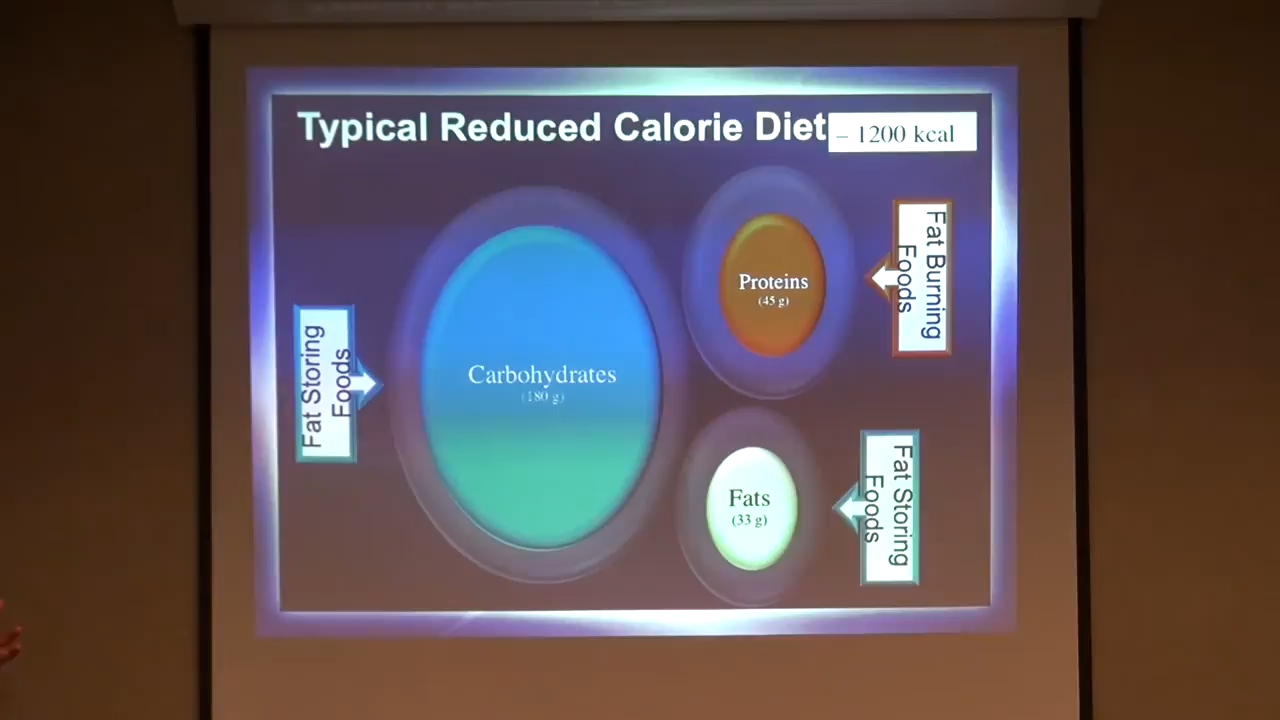 Typical Reduced Calorie Diet – 1200 kcal
Fat Storing
Foods
Carbohydrates
(180 g)
Proteins
(45 g)
Fat Burning
Foods
Fats
(33 g)
Fat Storing
Foods